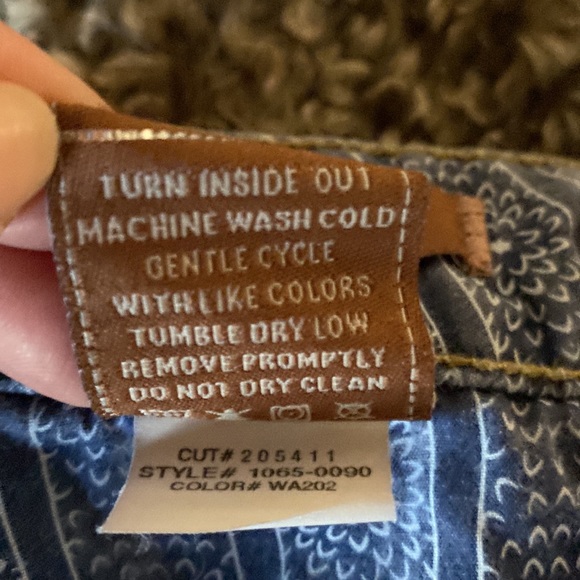 TURN INSIDE OUT
MACHINE WASH COLD
GENTLE CYCLE
WITH LIKE COLORS
TUMBLE DRY LOW
REMOVE PROMPTLY
DO NOT DRY CLEAN
CUT# 205411
STYLE# 1065-0090
COLOR# WA202